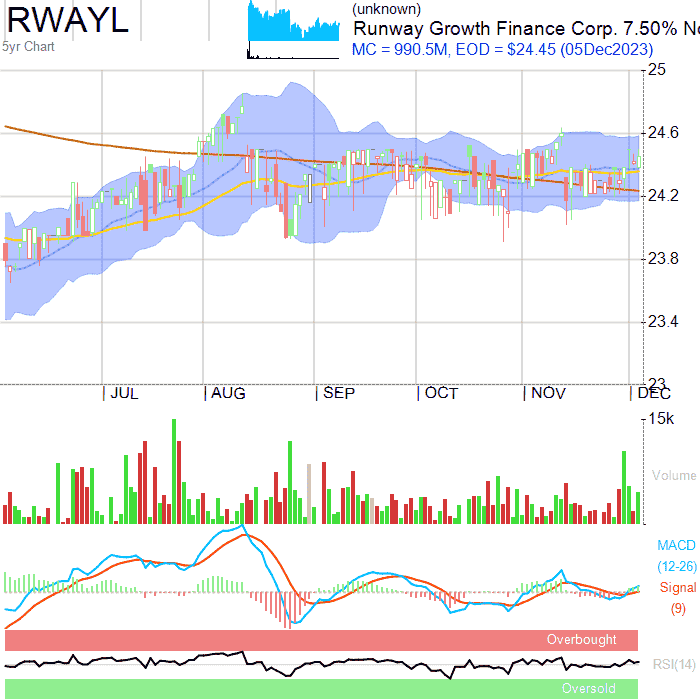 RWAYL
5yr Chart
(unknown)
Runway Growth Finance Corp. 7.50% No
MC = 990.5M, EOD = $24.45 (05Dec2023)
25
24.6
24.2
23.8
23.4
23
JUL AUG SEP OCT NOV DEC
15k
Volume
MACD
(12-26)
Signal
(9)
Overbought
RSI(14)
Oversold